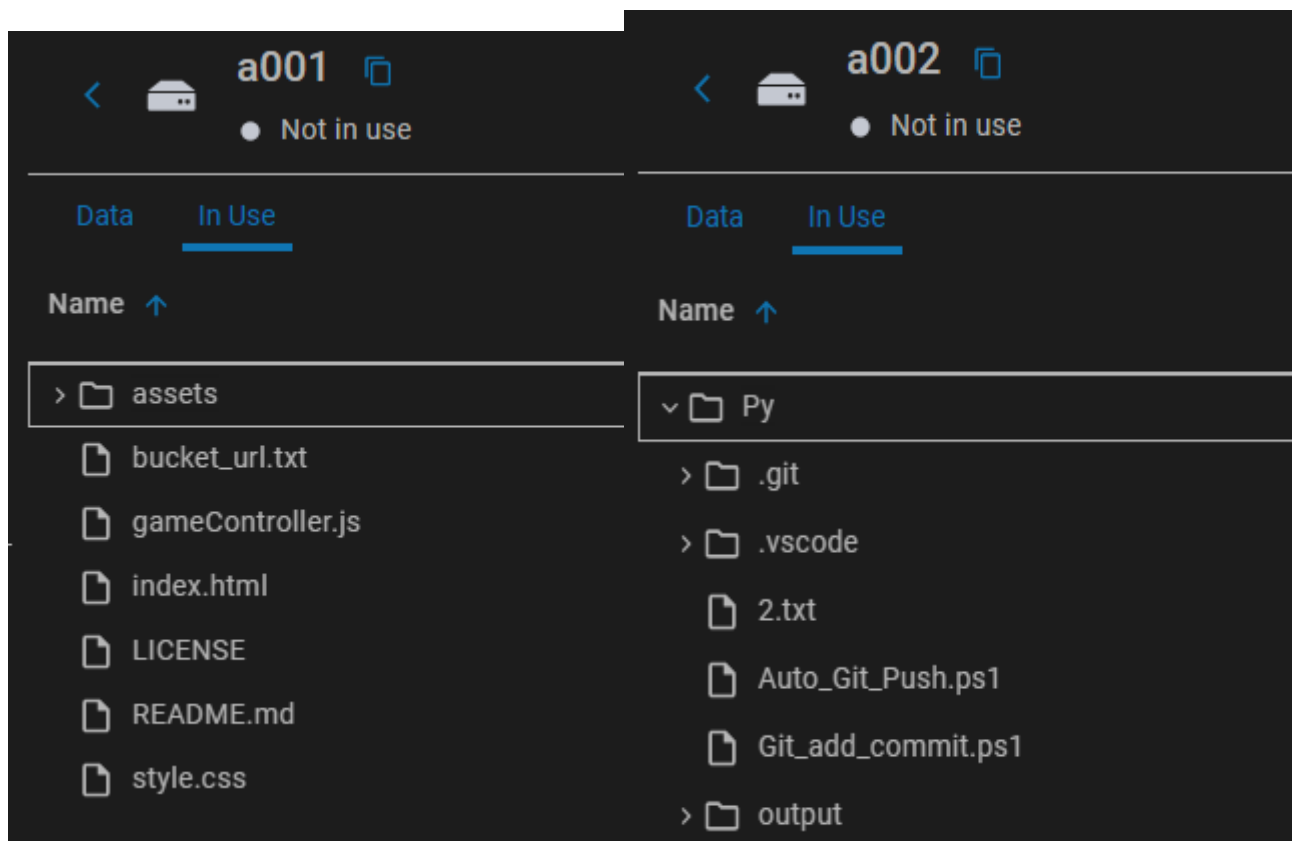 a001
Not in use
Data In Use
Name
assets
bucket_url.txt
gameController.js
index.html
LICENSE
README.md
style.css
a002
Not in use
Data In Use
Name
Py
.git
.vscode
2.txt
Auto_Git_Push.ps1
Git_add_commit.ps1
output